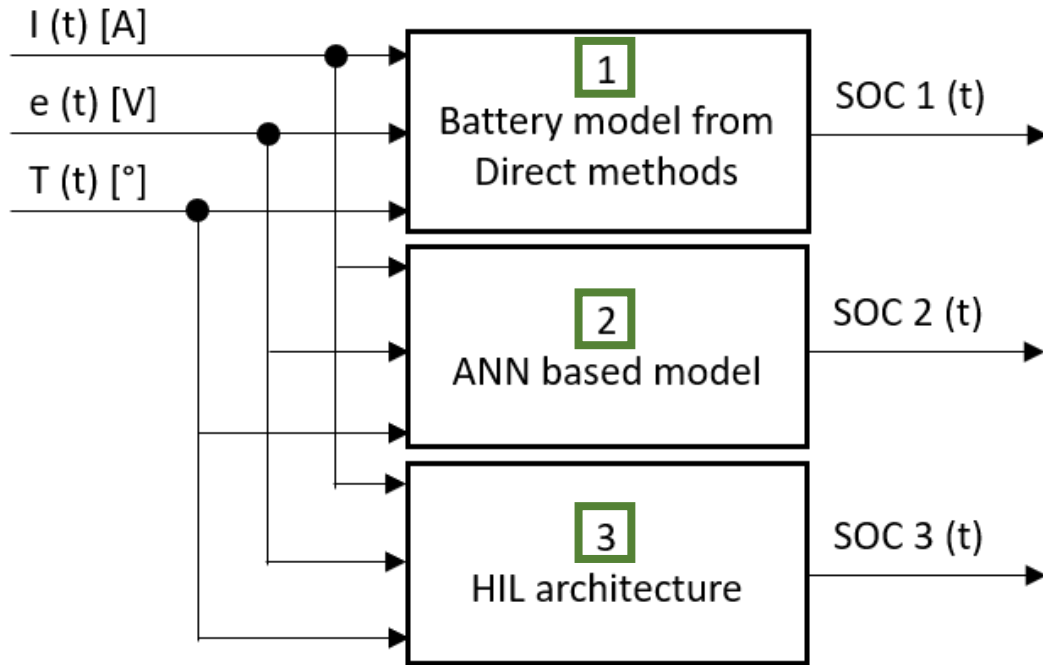 I (t) [A]
e (t) [V]
T (t) [°]
1
Battery model from
Direct methods
SOC 1 (t)
2
ANN based model
SOC 2 (t)
3
HIL architecture
SOC 3 (t)